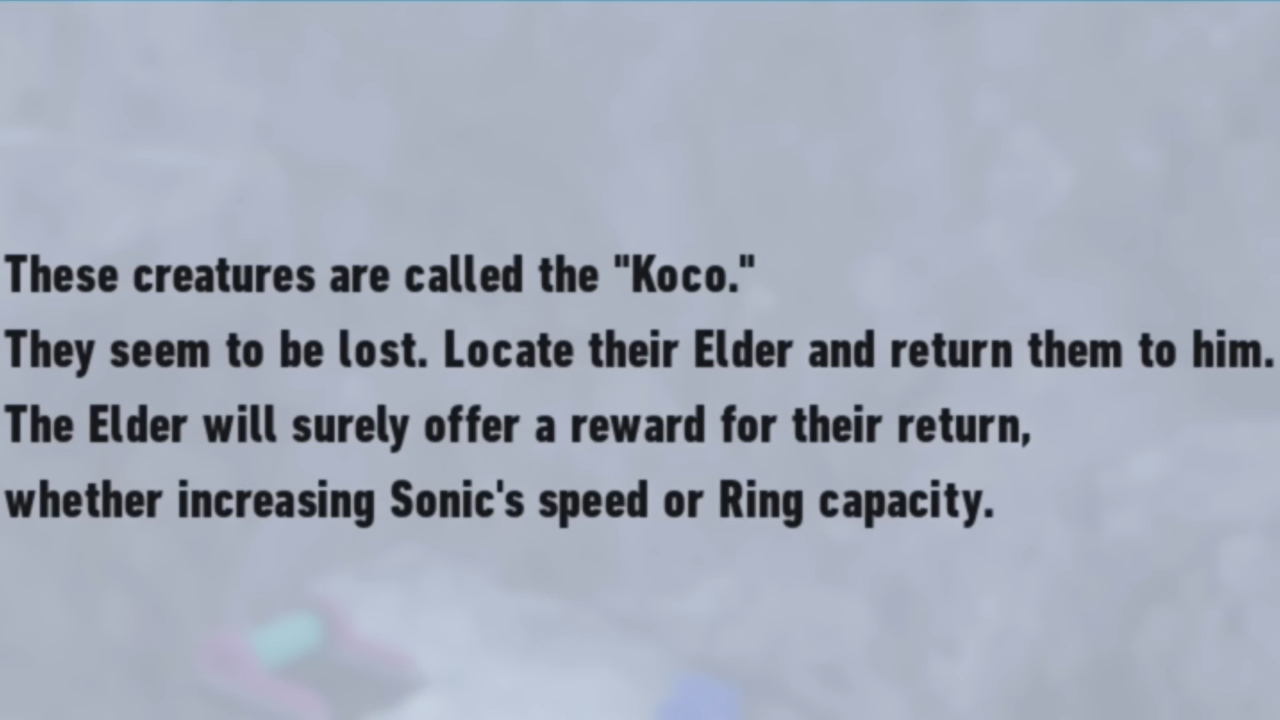 These creatures are called the "Koco."
They seem to be lost. Locate their Elder and return them to him.
The Elder will surely offer a reward for their return,
whether increasing Sonic's speed or Ring capacity.